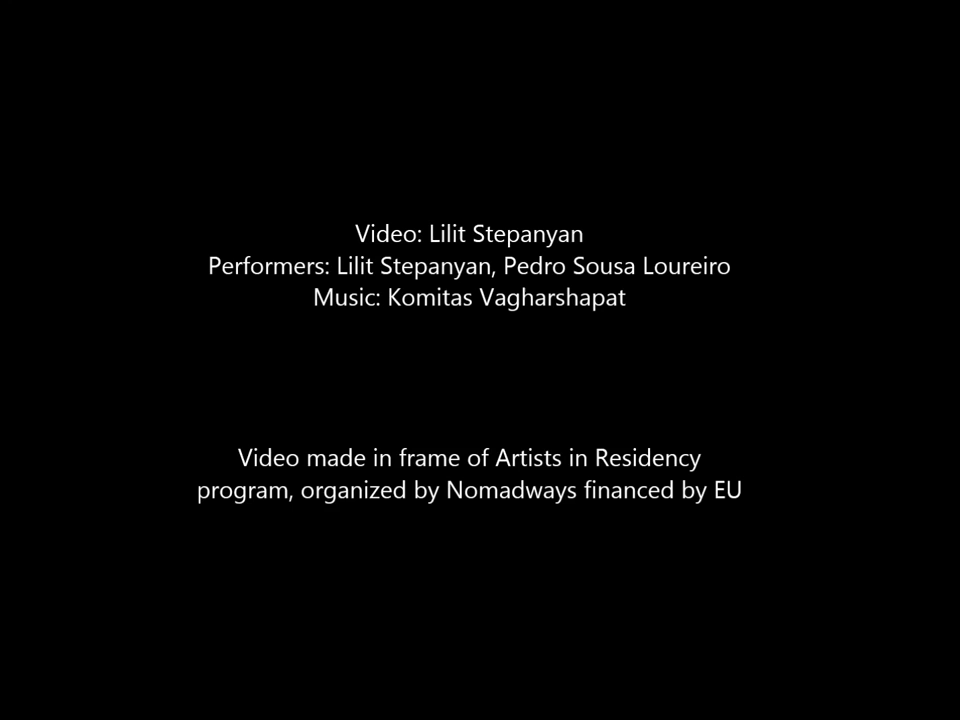 Video: Lilit Stepanyan
Performers: Lilit Stepanyan, Pedro Sousa Loureiro
Music: Komitas Vagharshapat
Video made in frame of Artists in Residency
program, organized by Nomadways financed by EU